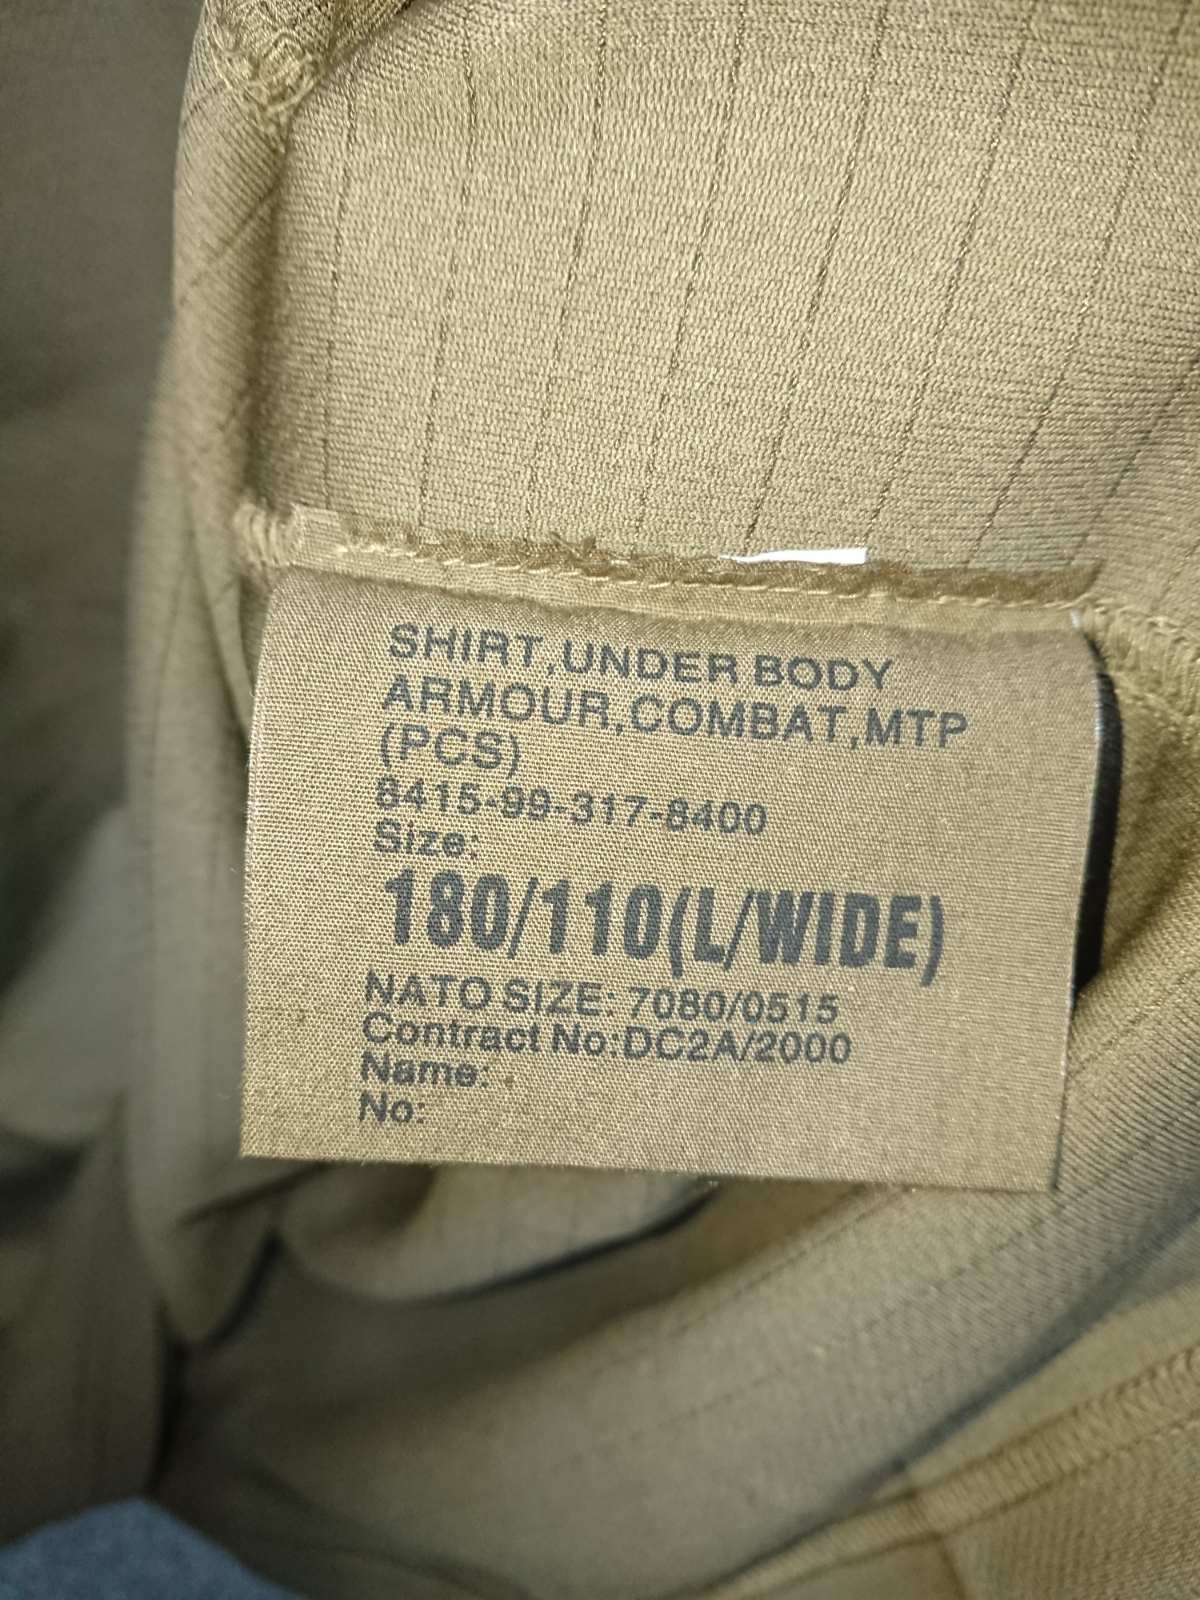 SHIRT,UNDER BODY
ARMOUR,COMBAT,MTP
(PCS)
8415-99-317-8400
Size:
180/110(L/WIDE)
NATO SIZE: 7080/0515
Contract No:DC2A/2000
Name:
No: